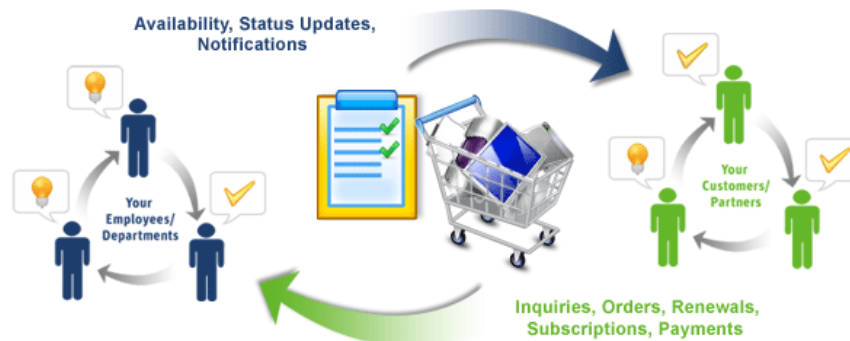 Availability, Status Updates,
Notifications
Your
Employees/
Departments
Your
Customers/
Partners
Inquiries, Orders, Renewals,
Subscriptions, Payments